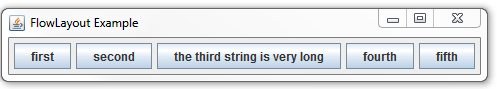 FlowLayout Example
first second the third string is very long fourth fifth